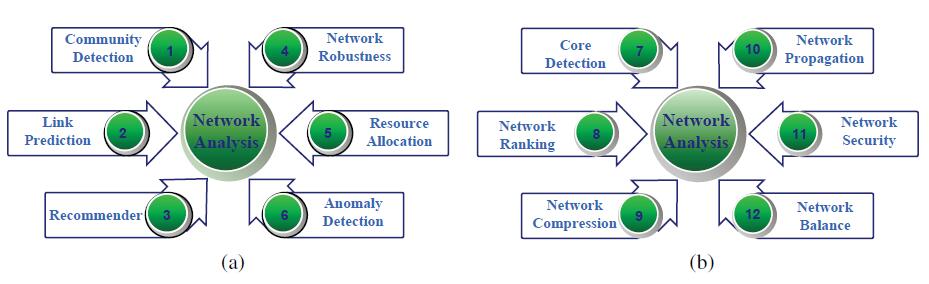 Community
Detection
1
Link
Prediction
2
Recommender
3
Network
Analysis
4
Network
Robustness
5
Resource
Allocation
6
Anomaly
Detection
(a)
Core
Detection
7
Network
Ranking
8
Network
Compression
9
Network
Analysis
10
Network
Propagation
11
Network
Security
12
Network
Balance
(b)